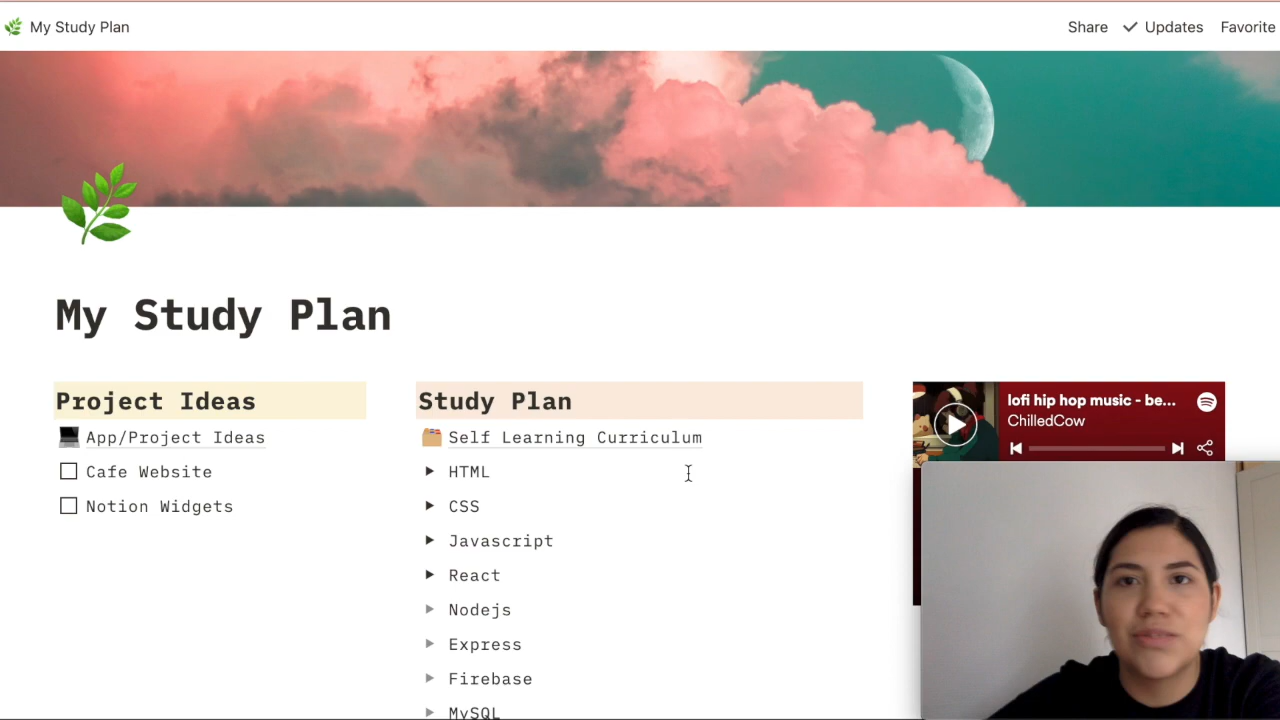 My Study Plan
Share Updates Favorite
My Study Plan
Project Ideas
App/Project Ideas
Cafe Website
Notion Widgets
Study Plan
Self Learning Curriculum
HTML
CSS
Javascript
React
Nodejs
Express
Firebase
MySQL
lofi hip hop music - be...
ChilledCow